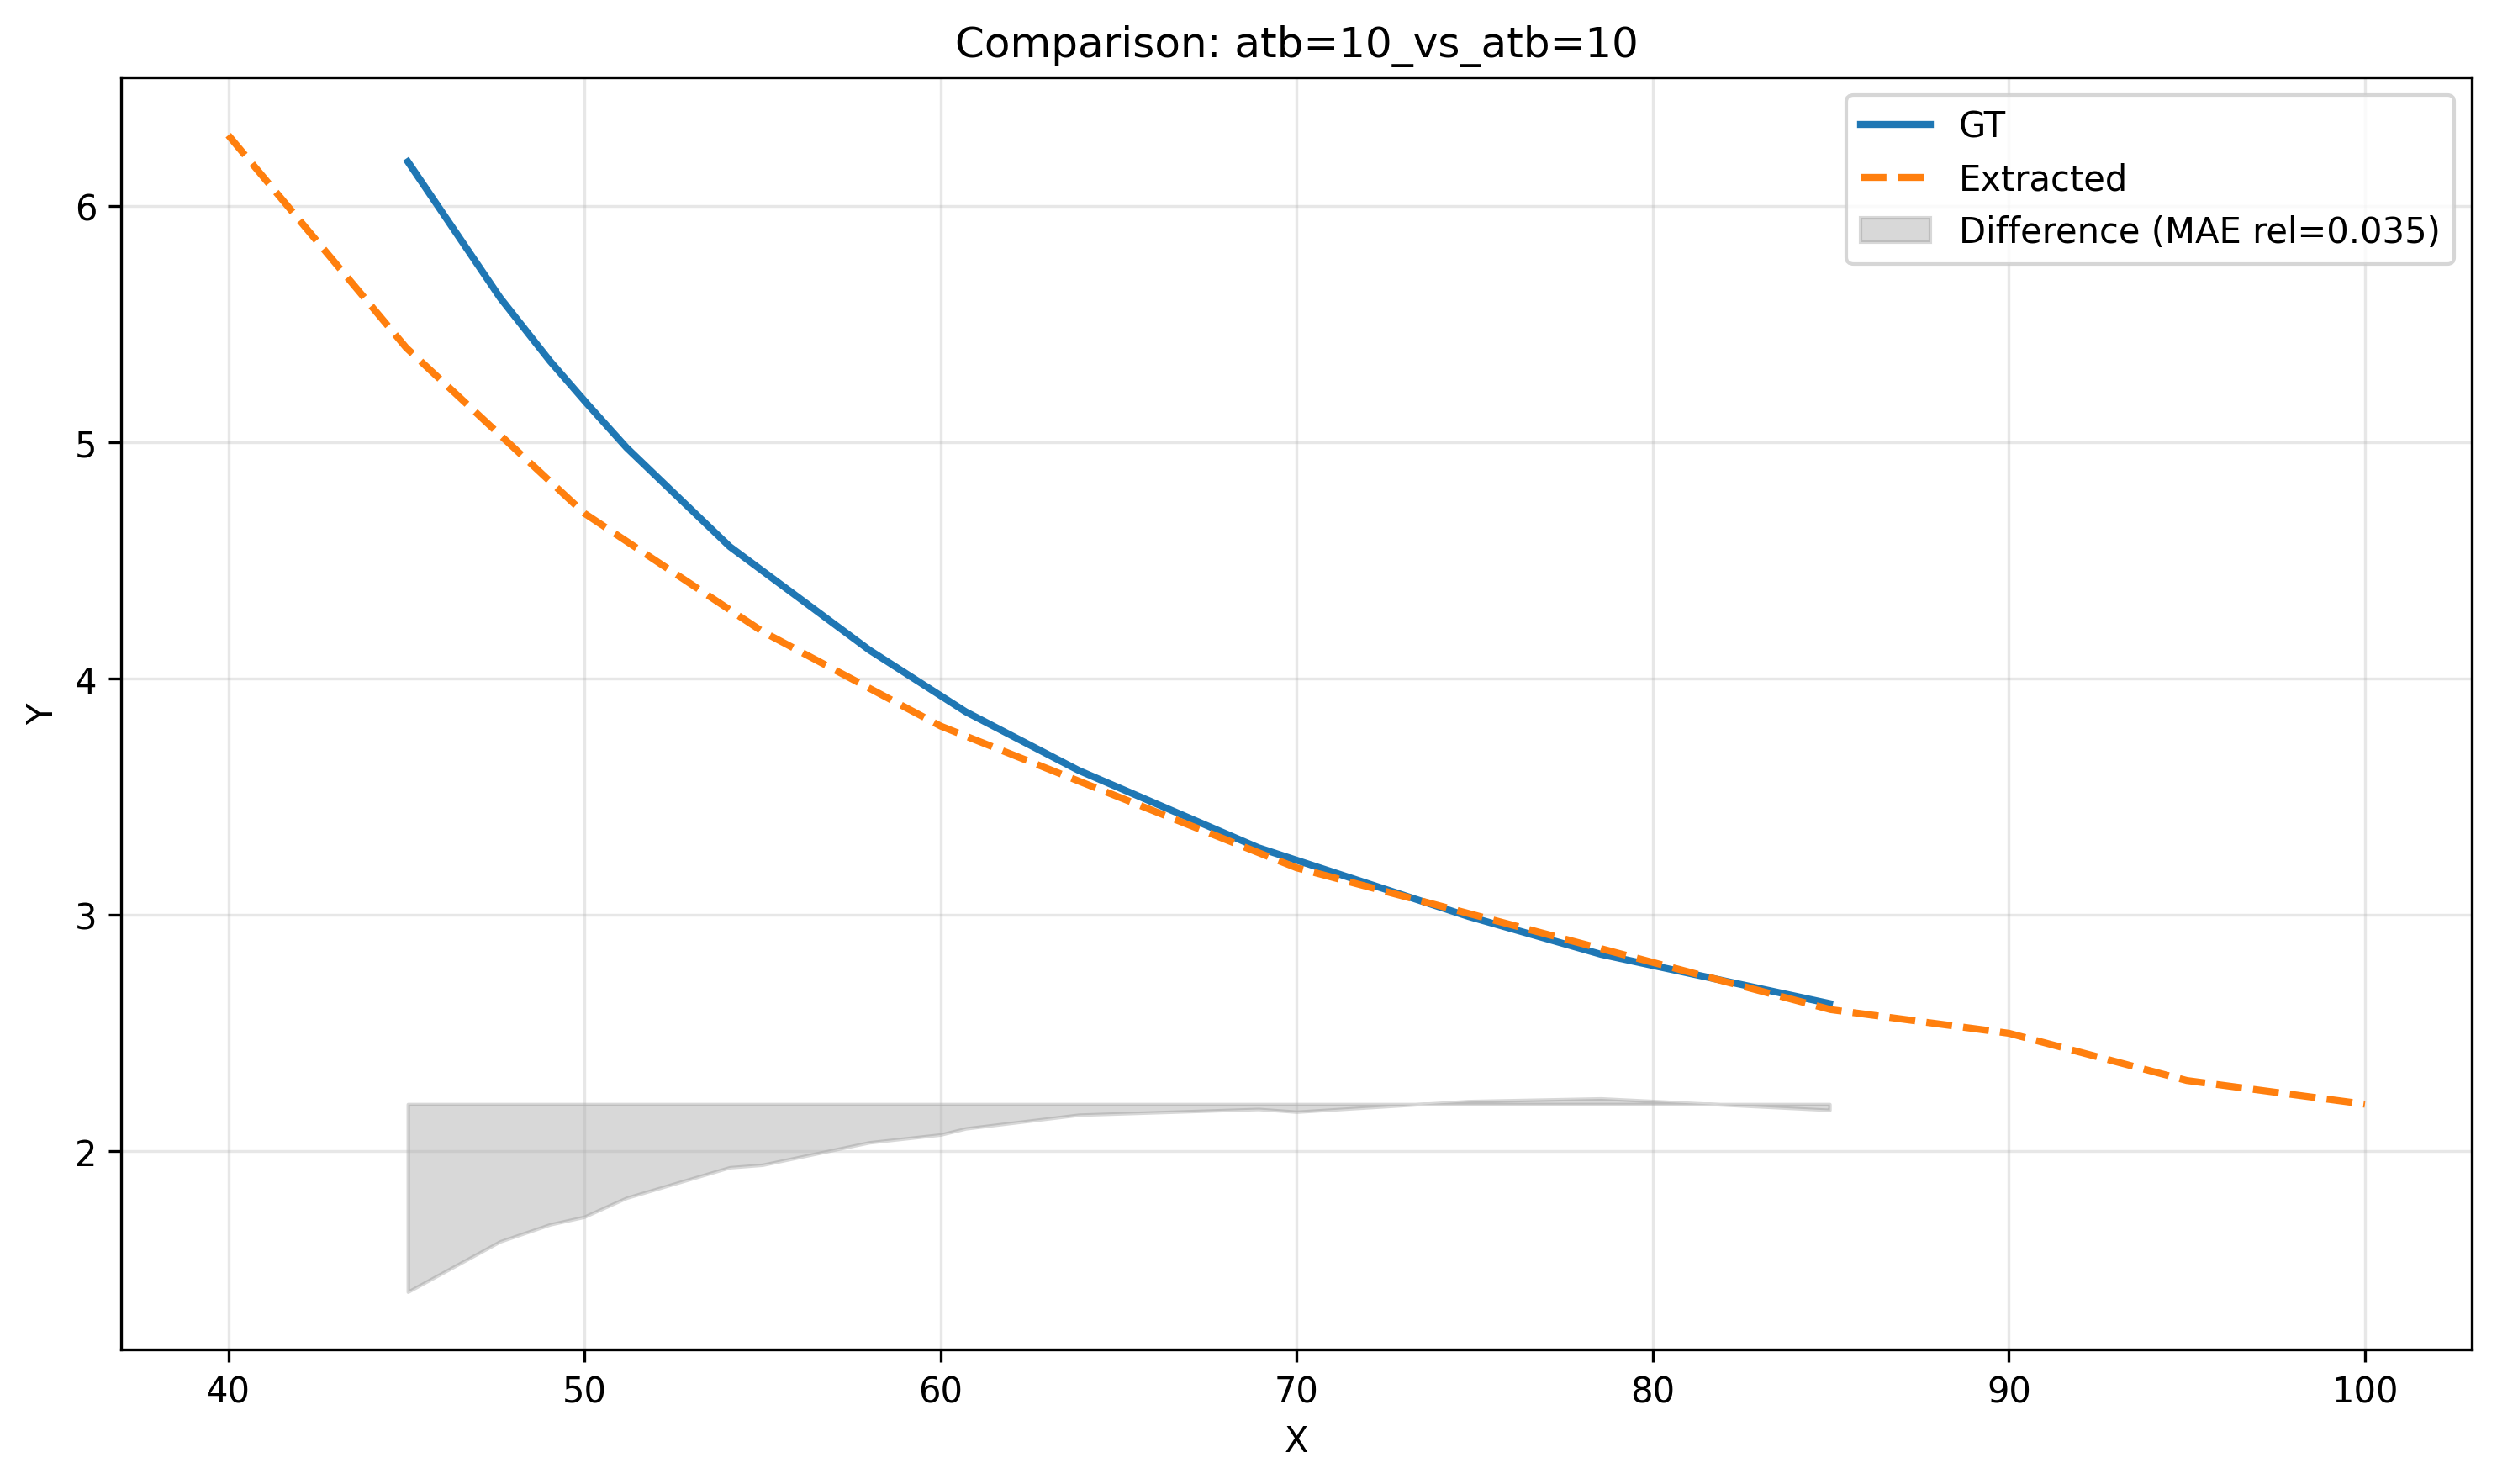 Comparison: atb=10_vs_atb=10
GT
Extracted
Difference (MAE rel=0.035)
Y
6
5
4
3
2
40 50 60 70 80 90 100
X